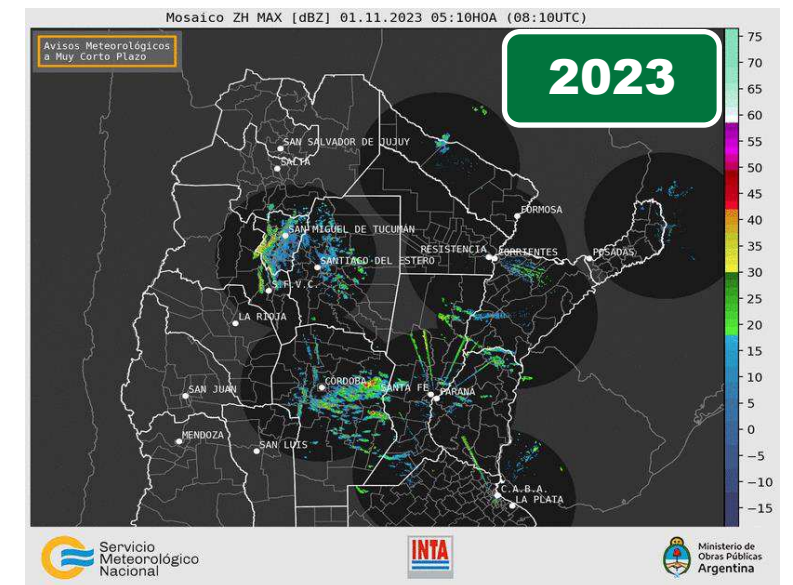 Mosaico ZH MAX [dBZ] 01.11.2023 05:10HOA (08:10UTC)
Avisos Meteorológicos
a Muy Corto Plazo
2023
75
70
65
60
55
50
45
40
35
30
25
20
15
10
5
0
−5
−10
−15
SAN SALVADOR DE JUJUY
SALTA
FORMOSA
SAN MIGUEL DE TUCUMÁN
RESISTENCIA
CORRIENTES
POSADAS
SANTIAGO DEL ESTERO
S.F.V.C.
LA RIOJA
CÓRDOBA
SANTA FE
PARANÁ
SAN JUAN
MENDOZA
SAN LUIS
C.A.B.A.
LA PLATA
Servicio
Meteorológico
Nacional
INTA
Ministerio de
Obras Públicas
Argentina